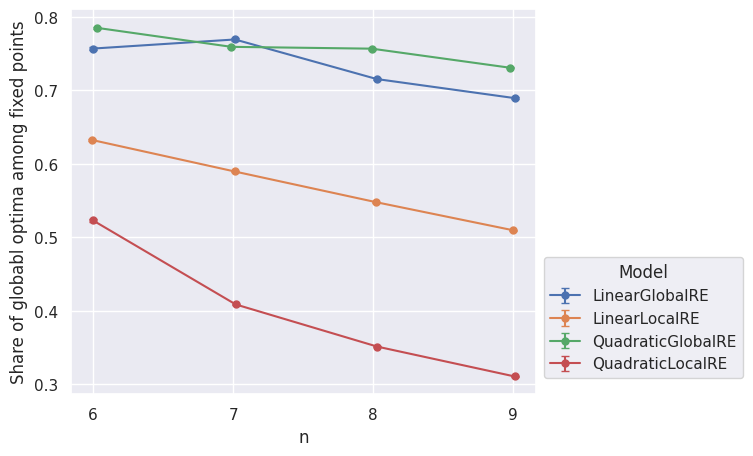 Share of globabl optima among fixed points
0.8
0.7
0.6
0.5
0.4
0.3
6
7
8
9
n
Model
LinearGlobalRE
LinearLocalRE
QuadraticGlobalRE
QuadraticLocalRE